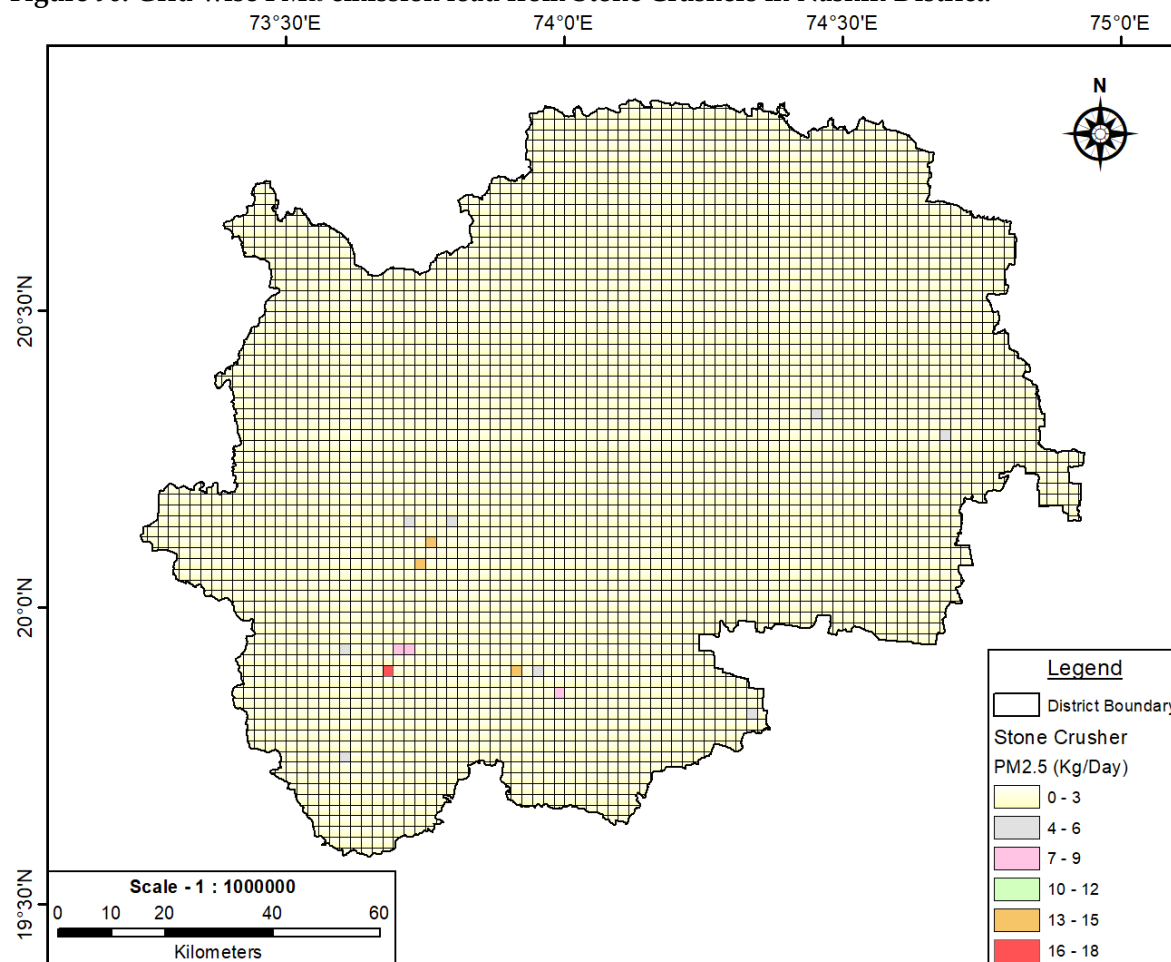 73°30'E 74°0'E 74°30'E 75°0'E
N
20°30'N
20°0'N
19°30'N
Legend
District Boundary
Stone Crusher
PM2.5 (Kg/Day)
0 - 3
4 - 6
7 - 9
10 - 12
13 - 15
16 - 18
Scale - 1 : 1000000
0 10 20 40 60
Kilometers